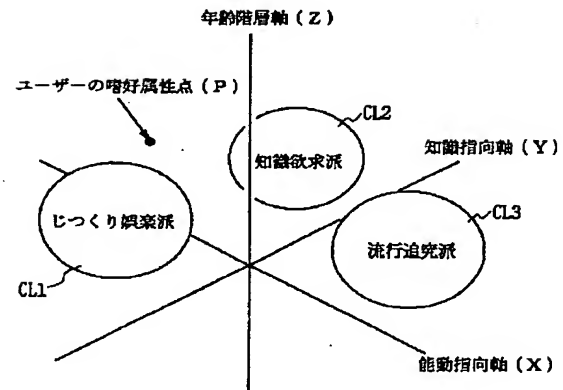 年齢階層軸(Z)
ユーザーの嗜好属性点(P)
CL2
知識欲求派
知識指向軸(Y)
じつくり娯楽派
CL3
流行追究派
CL1
能動指向軸(X)